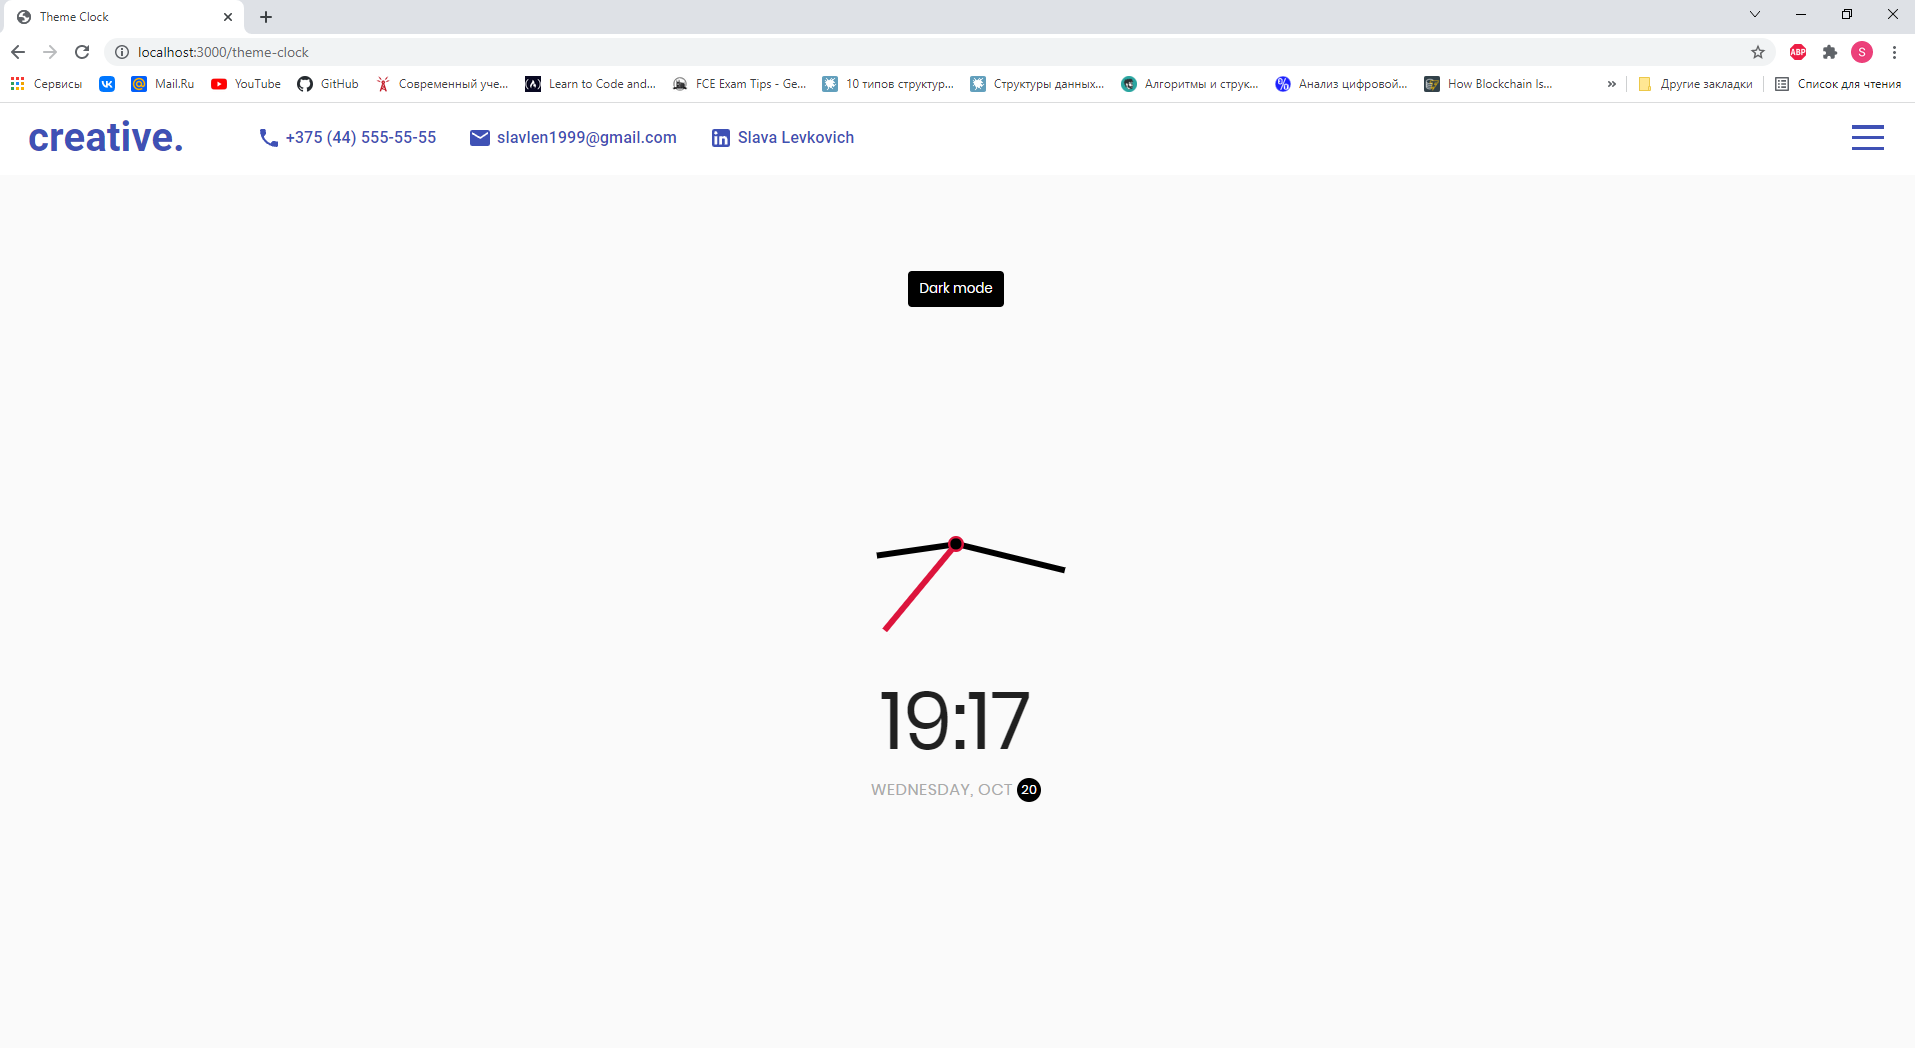 Theme Clock
localhost:3000/theme-clock
ABP
S
Сервисы
Mail.Ru
YouTube
GitHub
Современный уче...
Learn to Code and...
FCE Exam Tips - Ge...
10 типов структур...
Структуры данных...
Алгоритмы и струк...
Анализ цифровой...
How Blockchain Is...
»
Другие закладки
Список для чтения
creative.
+375 (44) 555-55-55
slavlen1999@gmail.com
Slava Levkovich
Dark mode
19:17
WEDNESDAY, OCT 20